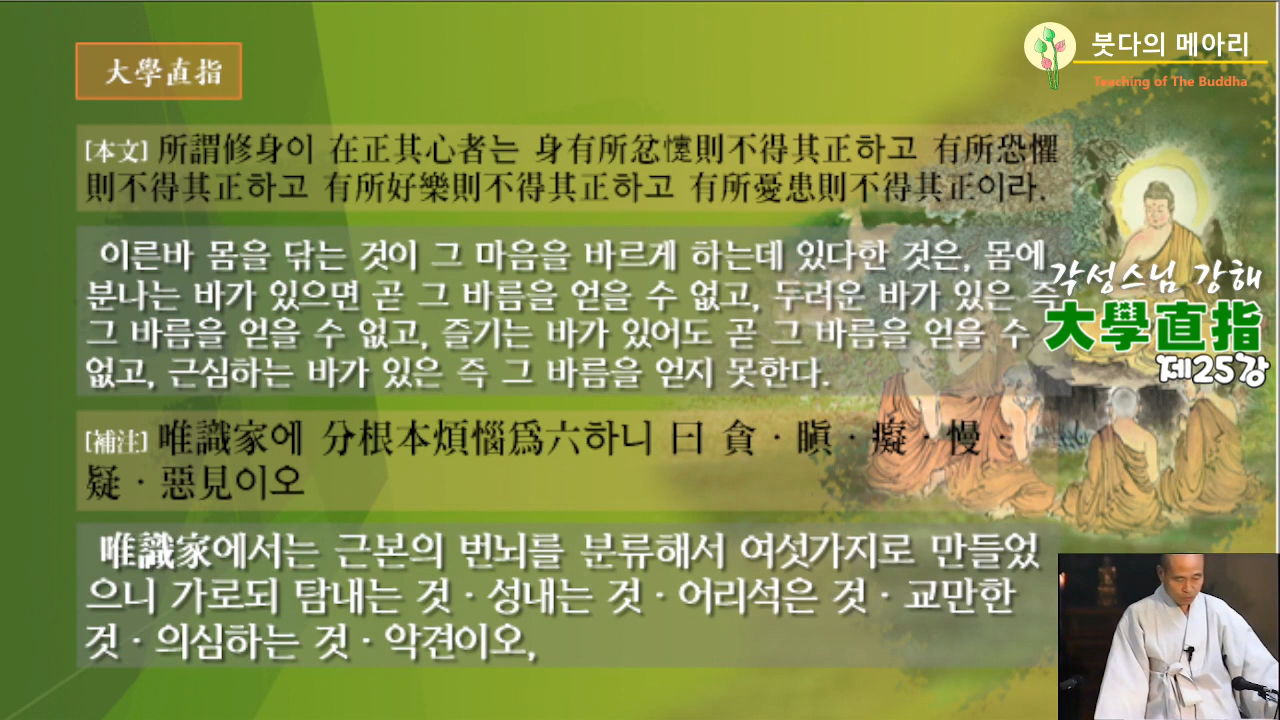 大學直指
붓다의 메아리
Teaching of The Buddha
[本文] 所謂修身이 在正其心者는 身有所忿懥則不得其正하고 有所恐懼
則不得其正하고 有所好樂則不得其正하고 有所憂患則不得其正이라.
이른바 몸을 닦는 것이 그 마음을 바르게 하는데 있다한 것은, 몸에
분나는 바가 있으면 곧 그 바름을 얻을 수 없고, 두려운 바가 있은 즉
그 바름을 얻을 수 없고, 즐기는 바가 있어도 곧 그 바름을 얻을 수
없고, 근심하는 바가 있은 즉 그 바름을 얻지 못한다.
각성스님 강해
大學直指
제25강
[補注] 唯識家에 分根本煩惱爲六하니 曰 貪 · 瞋 · 癡 · 慢 ·
疑 · 惡見이오
唯識家에서는 근본의 번뇌를 분류해서 여섯가지로 만들었
으니 가로되 탐내는 것 · 성내는 것 · 어리석은 것 · 교만한
것 · 의심하는 것 · 악견이오,